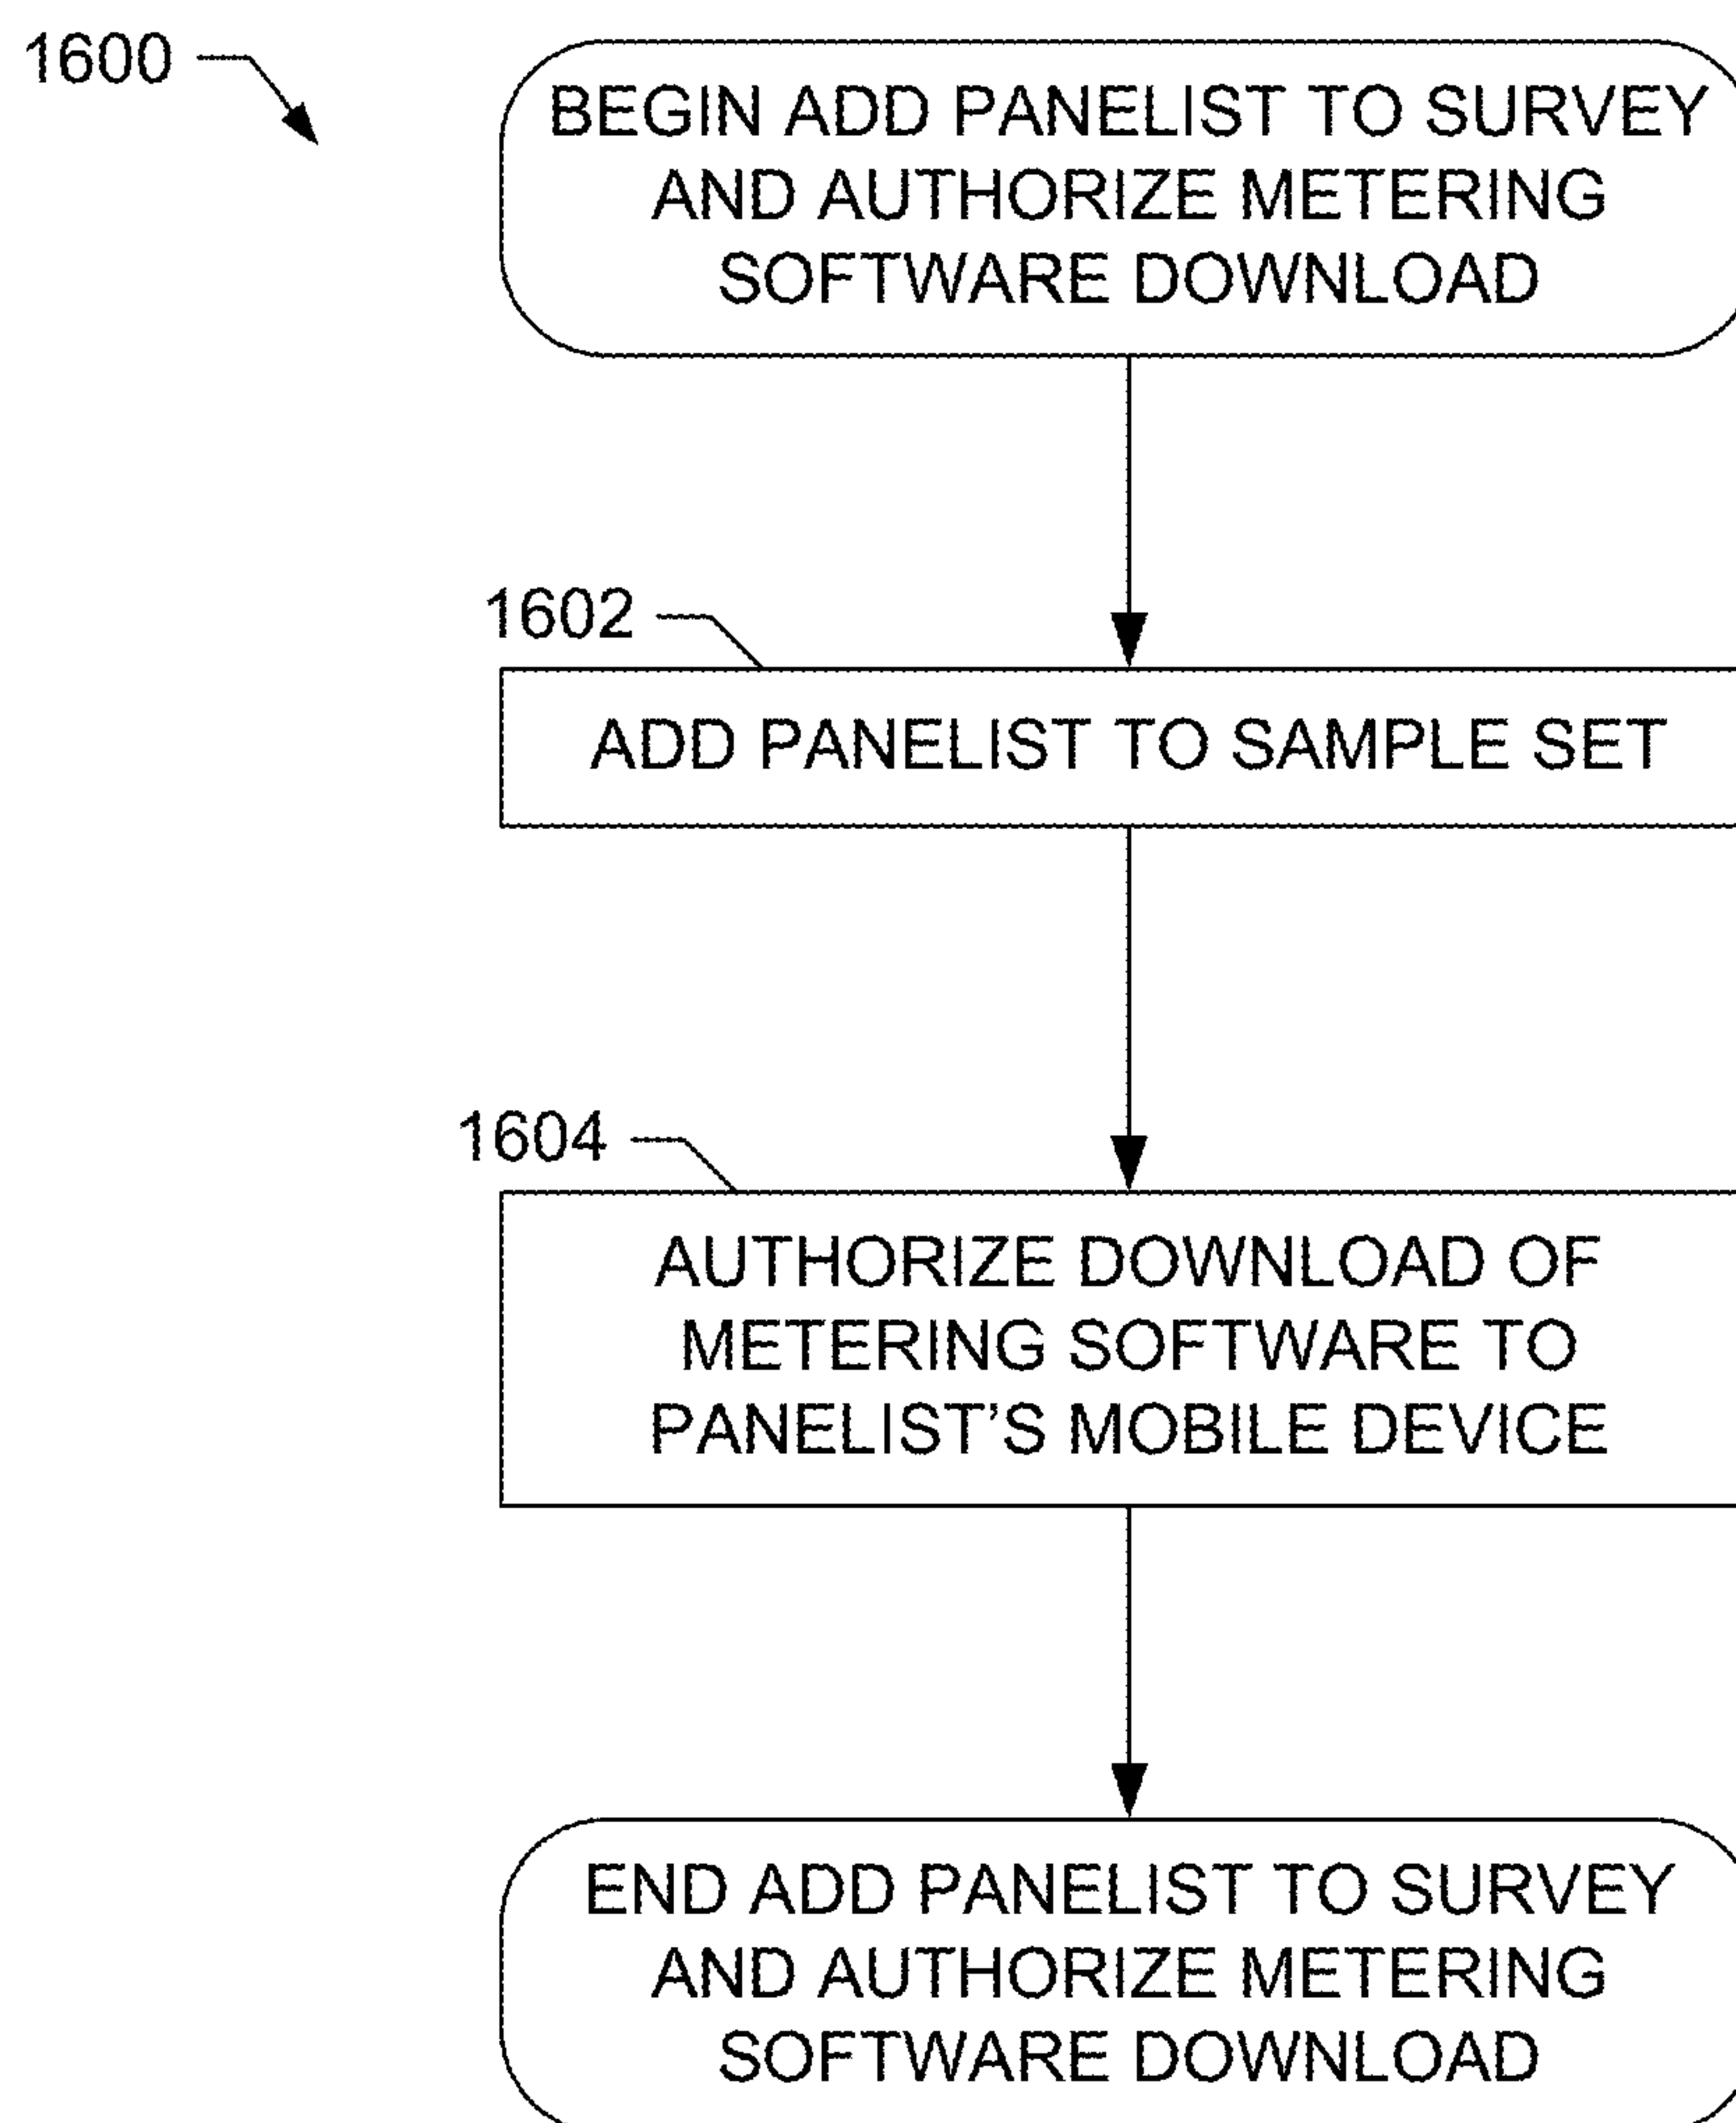 1600
BEGIN ADD PANELIST TO SURVEY
AND AUTHORIZE METERING
SOFTWARE DOWNLOAD
1602
ADD PANELIST TO SAMPLE SET
1604
AUTHORIZE DOWNLOAD OF
METERING SOFTWARE TO
PANELIST'S MOBILE DEVICE
END ADD PANELIST TO SURVEY
AND AUTHORIZE METERING
SOFTWARE DOWNLOAD